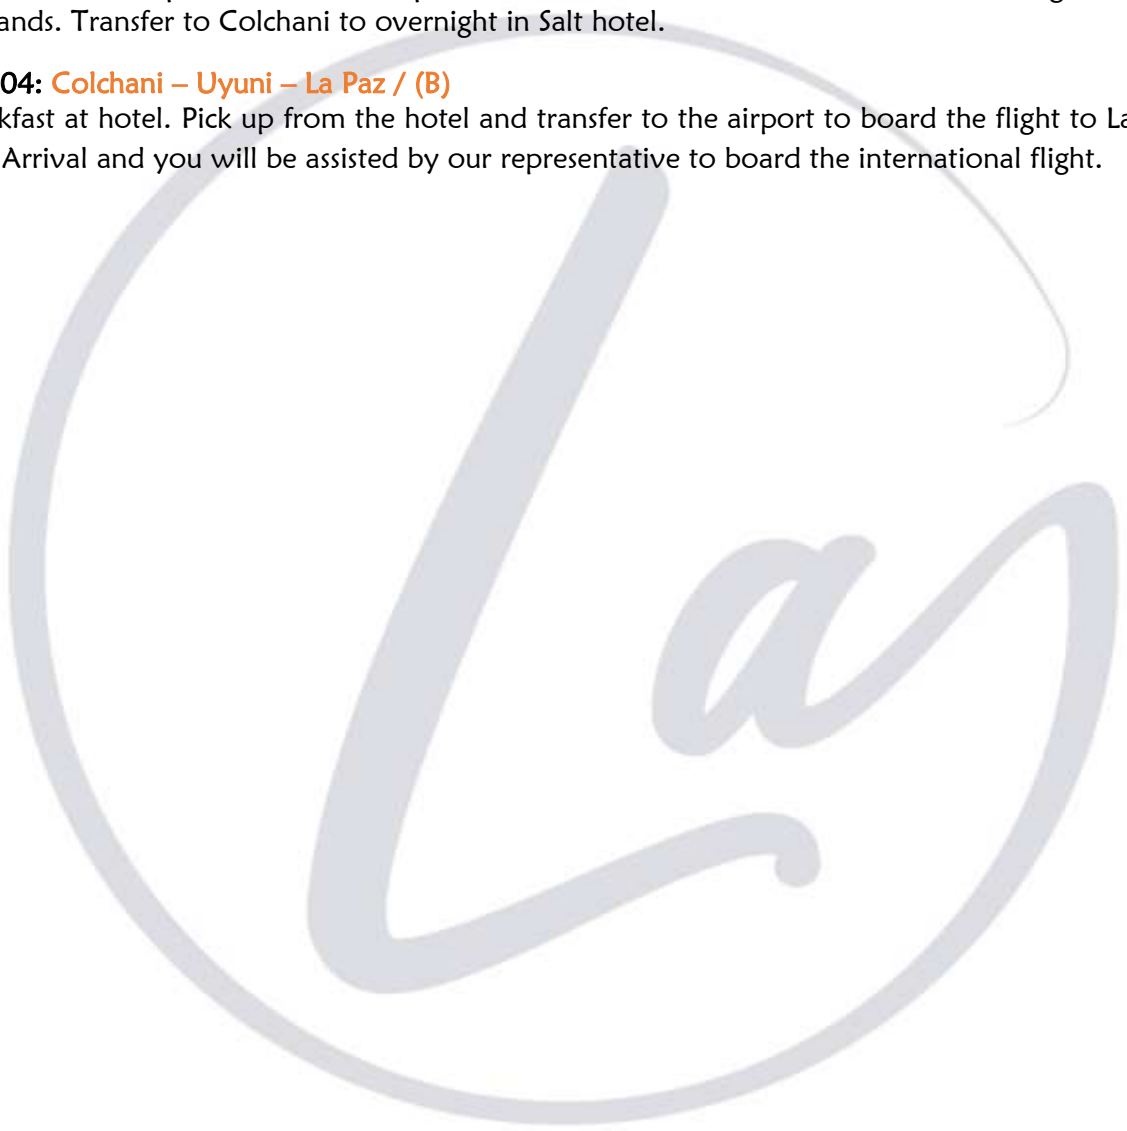 ands. Transfer to Colchani to overnight in Salt hotel.
04: Colchani – Uyuni – La Paz / (B)
kfast at hotel. Pick up from the hotel and transfer to the airport to board the flight to La
Arrival and you will be assisted by our representative to board the international flight.
La